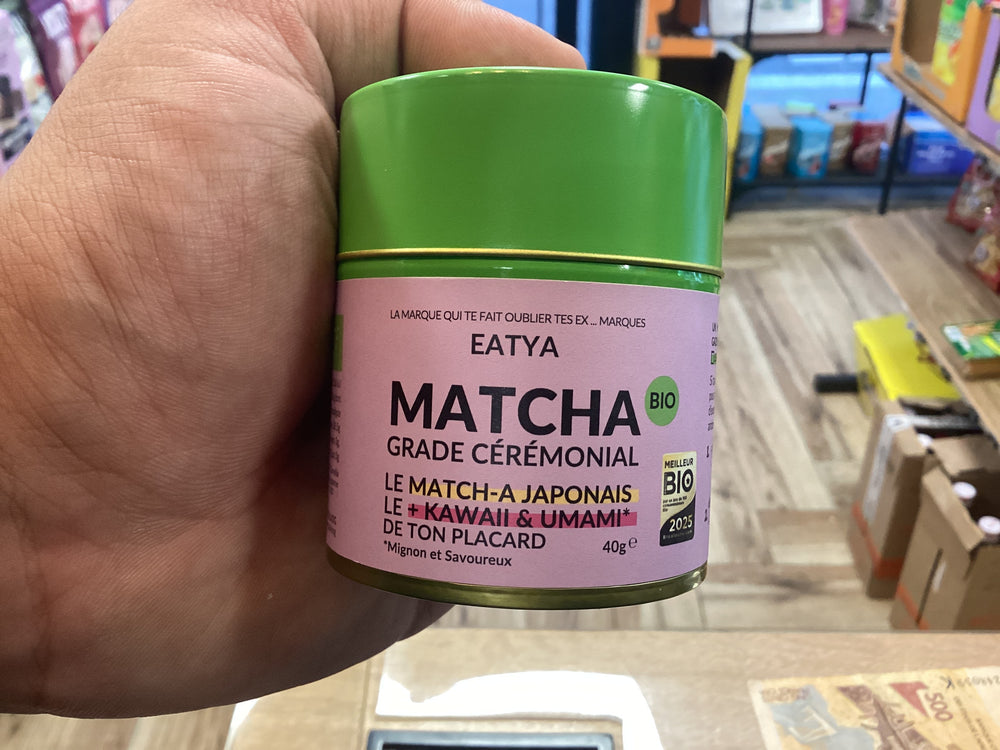 LA MARQUE QUI TE FAIT OUBLIER TES EX ... MARQUES
EATYA
MATCHA BIO
GRADE CÉRÉMONIAL
LE MATCH-A JAPONAIS
LE + KAWAII & UMAMI*
DE TON PLACARD
*Mignon et Savoureux
40g℮
MEILLEUR
BIO
2025
500